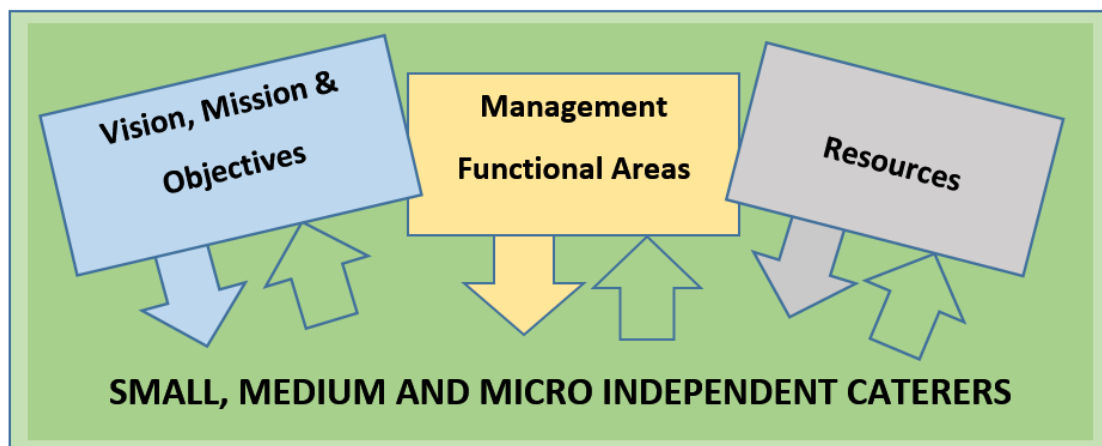 Vision, Mission &
Objectives
Management
Functional Areas
Resources
SMALL, MEDIUM AND MICRO INDEPENDENT CATERERS